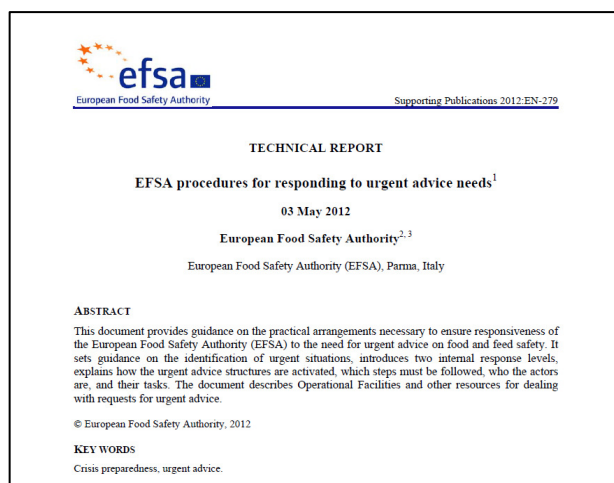 efsa
European Food Safety Authority
Supporting Publications 2012:EN-279
TECHNICAL REPORT
EFSA procedures for responding to urgent advice needs1
03 May 2012
European Food Safety Authority2, 3
European Food Safety Authority (EFSA), Parma, Italy
ABSTRACT
This document provides guidance on the practical arrangements necessary to ensure responsiveness of
the European Food Safety Authority (EFSA) to the need for urgent advice on food and feed safety. It
sets guidance on the identification of urgent situations, introduces two internal response levels,
explains how the urgent advice structures are activated, which steps must be followed, who the actors
are, and their tasks. The document describes Operational Facilities and other resources for dealing
with requests for urgent advice.
© European Food Safety Authority, 2012
KEY WORDS
Crisis preparedness, urgent advice.